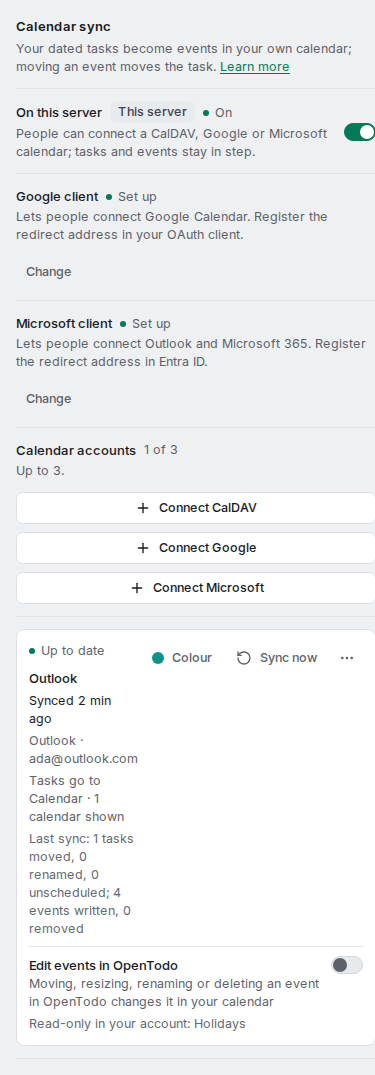 Calendar sync
Your dated tasks become events in your own calendar;
moving an event moves the task. Learn more
On this server This server On
People can connect a CalDAV, Google or Microsoft
calendar; tasks and events stay in step.
Google client Set up
Lets people connect Google Calendar. Register the
redirect address in your OAuth client.
Change
Microsoft client Set up
Lets people connect Outlook and Microsoft 365. Register
the redirect address in Entra ID.
Change
Calendar accounts 1 of 3
Up to 3.
Connect CalDAV
Connect Google
Connect Microsoft
Up to date
Colour Sync now
Outlook
Synced 2 min
ago
Outlook ·
ada@outlook.com
Tasks go to
Calendar · 1
calendar shown
Last sync: 1 tasks
moved, 0
renamed, 0
unscheduled; 4
events written, 0
removed
Edit events in OpenTodo
Moving, resizing, renaming or deleting an event
in OpenTodo changes it in your calendar
Read-only in your account: Holidays